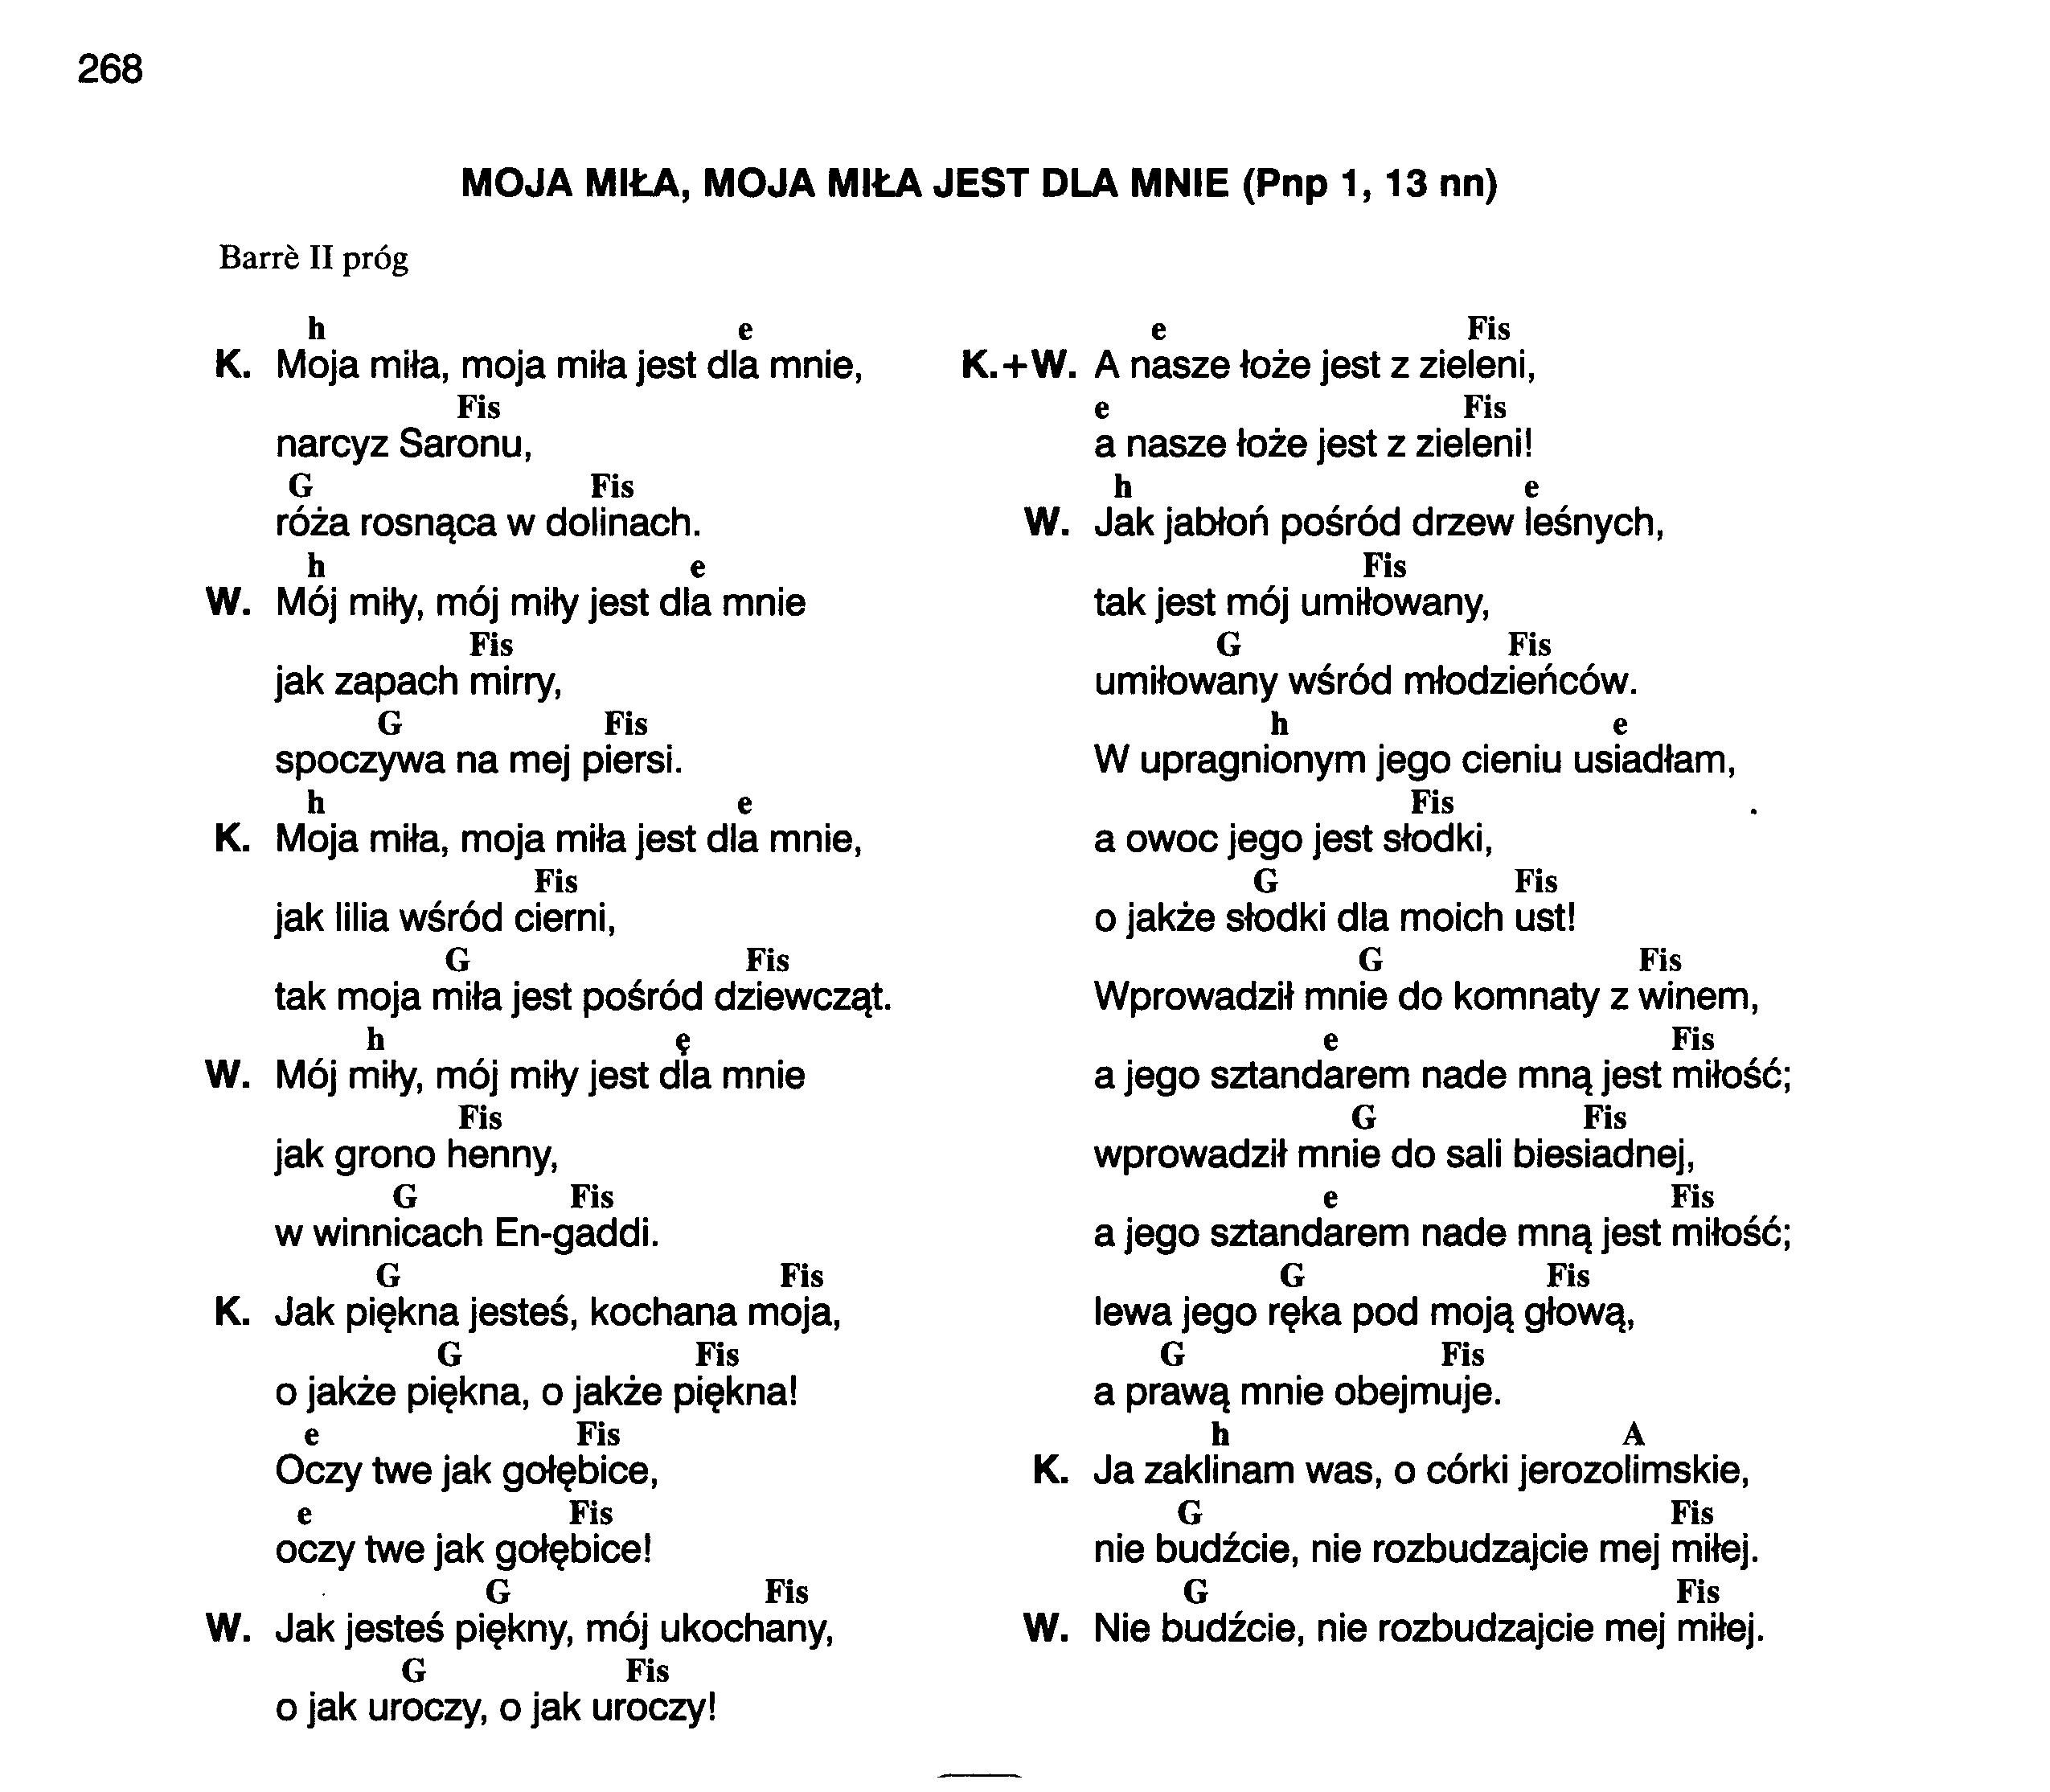 268
MOJA MIŁA, MOJA MIŁA JEST DLA MNIE (Pnp 1, 13 nn)
Barrè II próg
h e
K. Moja miła, moja miła jest dla mnie,
Fis
narcyz Saronu,
G Fis
róża rosnąca w dolinach.
h e
W. Mój miły, mój miły jest dla mnie
Fis
jak zapach mirry,
G Fis
spoczywa na mej piersi.
h e
K. Moja miła, moja miła jest dla mnie,
Fis
jak lilia wśród cierni,
G Fis
tak moja miła jest pośród dziewcząt.
h e
W. Mój miły, mój miły jest dla mnie
Fis
jak grono henny,
G Fis
w winnicach En-gaddi.
G Fis
K. Jak piękna jesteś, kochana moja,
G Fis
o jakże piękna, o jakże piękna!
e Fis
Oczy twe jak gołębice,
e Fis
oczy twe jak gołębice!
G Fis
W. Jak jesteś piękny, mój ukochany,
G Fis
o jak uroczy, o jak uroczy!
e Fis
K.+W. A nasze łoże jest z zieleni,
e Fis
a nasze łoże jest z zieleni!
h e
W. Jak jabłoń pośród drzew leśnych,
Fis
tak jest mój umiłowany,
G Fis
umiłowany wśród młodzieńców.
h e
W upragnionym jego cieniu usiadłam,
Fis
a owoc jego jest słodki,
G Fis
o jakże słodki dla moich ust!
G Fis
Wprowadził mnie do komnaty z winem,
e Fis
a jego sztandarem nade mną jest miłość;
G Fis
wprowadził mnie do sali biesiadnej,
e Fis
a jego sztandarem nade mną jest miłość;
G Fis
lewa jego ręka pod moją głową,
G Fis
a prawą mnie obejmuje.
h A
K. Ja zaklinam was, o córki jerozolimskie,
G Fis
nie budźcie, nie rozbudzajcie mej miłej.
G Fis
W. Nie budźcie, nie rozbudzajcie mej miłej.